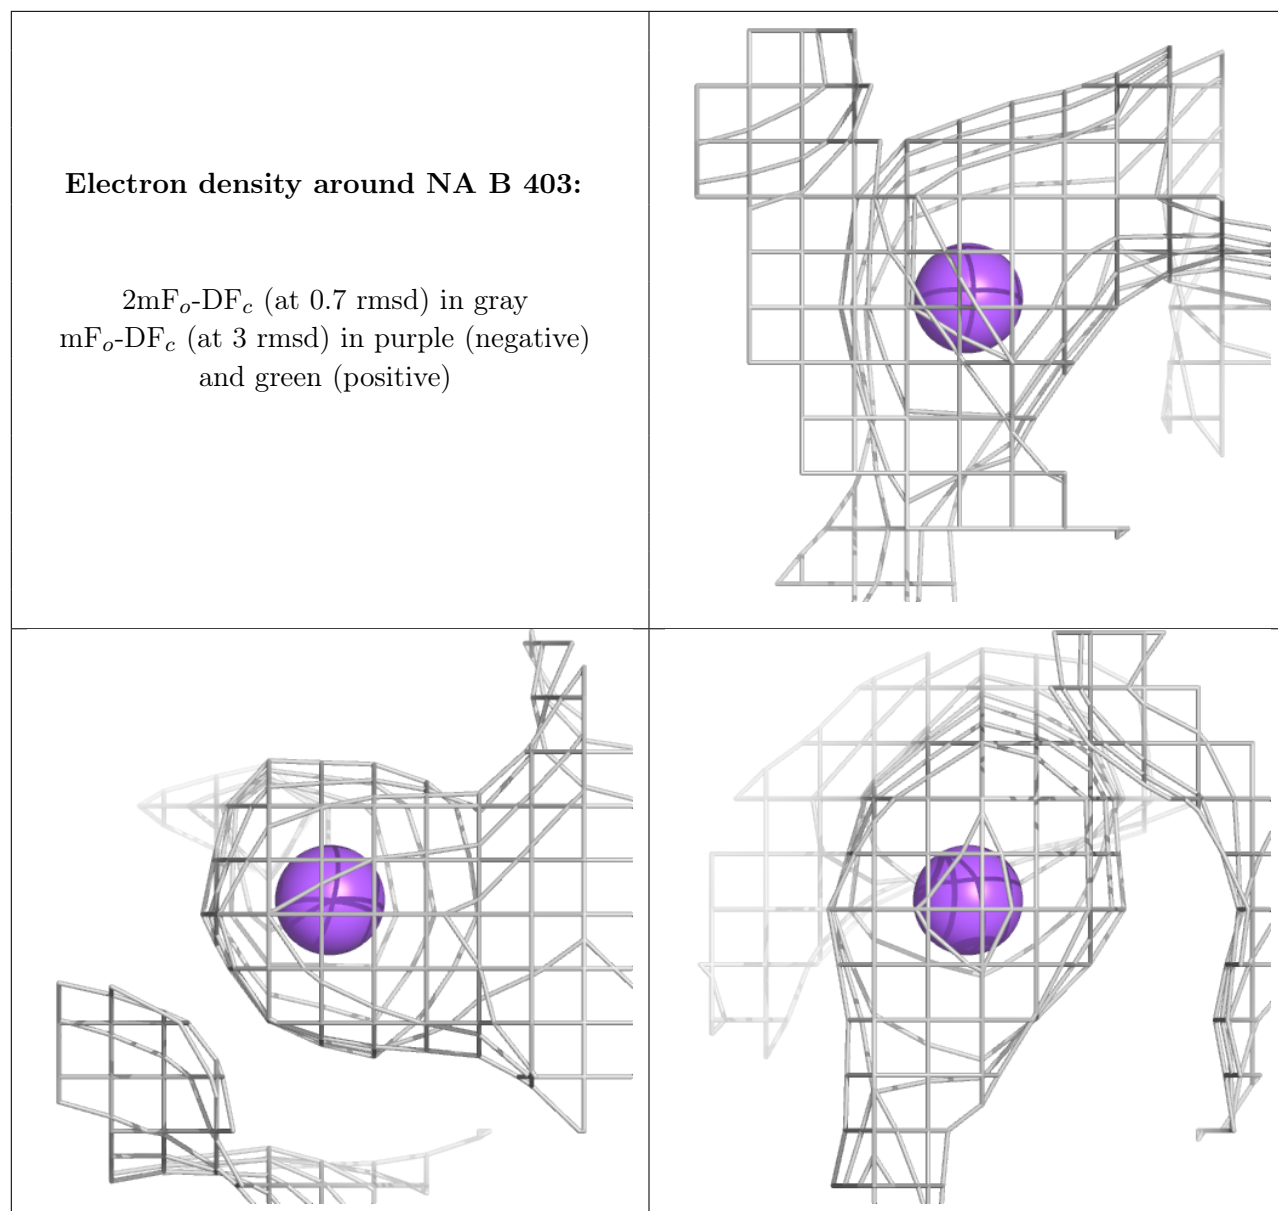 Electron density around NA B 403:
2mFo-DFc (at 0.7 rmsd) in gray
mFo-DFc (at 3 rmsd) in purple (negative)
and green (positive)